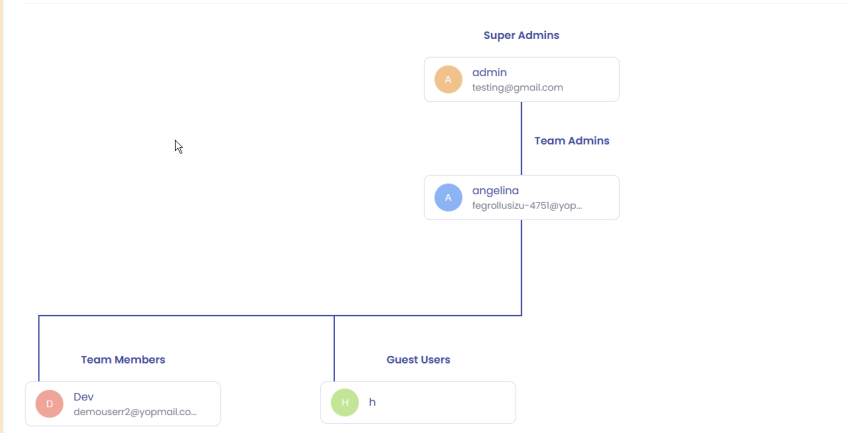 Super Admins
A
admin
testing@gmail.com
Team Admins
A
angelina
fegrollusizu-4751@yop...
Team Members
Guest Users
D
Dev
demouserr2@yopmail.co...
H
h